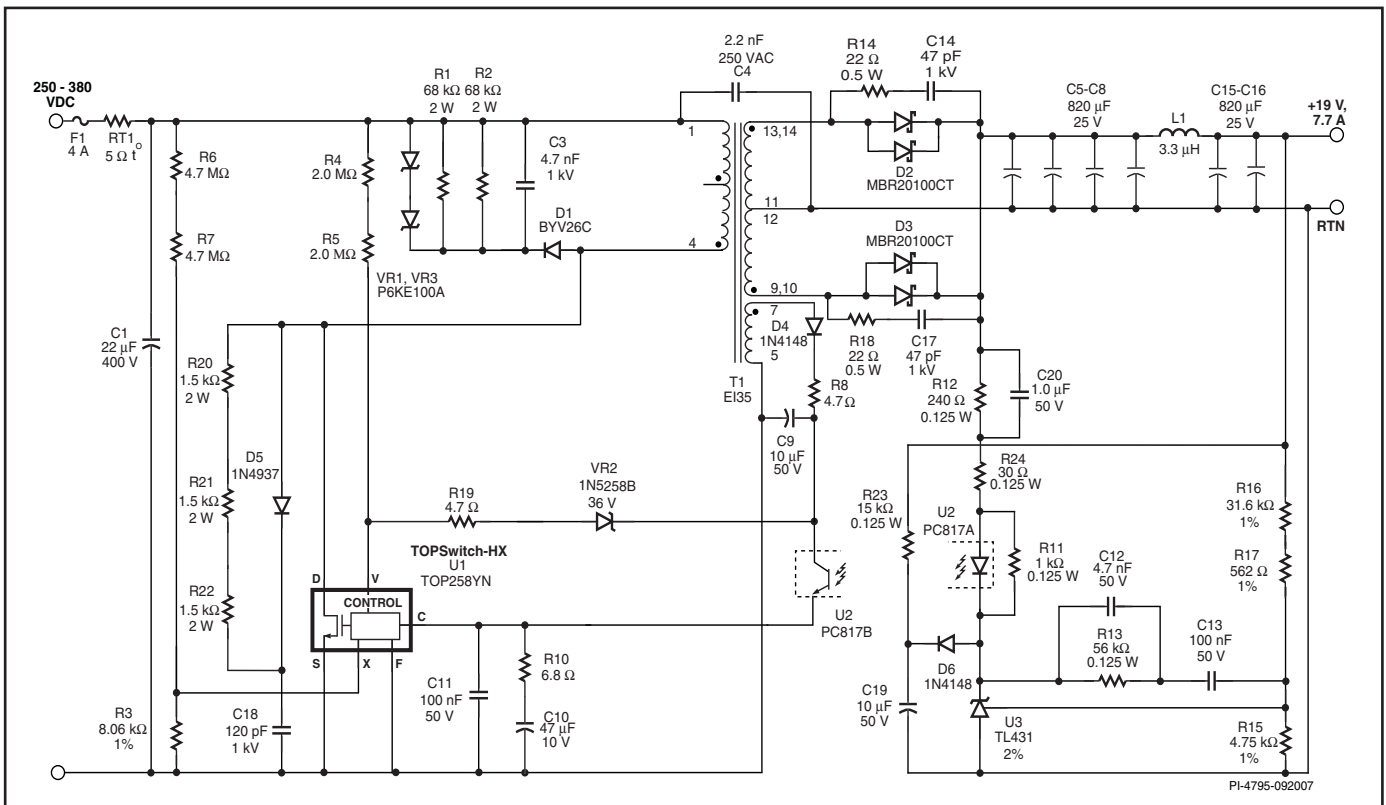 250 - 380
VDC
F1
4 A
RT1
5 Ω
t
o
R6
4.7 MΩ
R7
4.7 MΩ
C1
22 µF
400 V
R4
2.0 MΩ
R5
2.0 MΩ
R1
68 kΩ
2 W
R2
68 kΩ
2 W
C3
4.7 nF
1 kV
D1
BYV26C
VR1, VR3
P6KE100A
2.2 nF
250 VAC
C4
1
4
13,14
11
12
9,10
7
5
T1
EI35
R14
22 Ω
0.5 W
C14
47 pF
1 kV
D2
MBR20100CT
D3
MBR20100CT
C5-C8
820 µF
25 V
L1
3.3 µH
C15-C16
820 µF
25 V
+19 V,
7.7 A
RTN
D4
1N4148
R8
4.7Ω
R18
22 Ω
0.5 W
C17
47 pF
1 kV
R12
240 Ω
0.125 W
C20
1.0 µF
50 V
C9
10 µF
50 V
R20
1.5 kΩ
2 W
D5
1N4937
R21
1.5 kΩ
2 W
R22
1.5 kΩ
2 W
R19
4.7 Ω
VR2
1N5258B
36 V
TOPSwitch-HX
U1
TOP258YN
D
V
CONTROL
C
S
X
F
U2
PC817B
R23
15 kΩ
0.125 W
R24
30 Ω
0.125 W
U2
PC817A
R11
1 kΩ
0.125 W
C12
4.7 nF
50 V
R16
31.6 kΩ
1%
R17
562 Ω
1%
R13
56 kΩ
0.125 W
C13
100 nF
50 V
D6
1N4148
C19
10 µF
50 V
U3
TL431
2%
R15
4.75 kΩ
1%
R3
8.06 kΩ
1%
C18
120 pF
1 kV
C11
100 nF
50 V
R10
6.8 Ω
C10
47 µF
10 V
PI-4795-092007